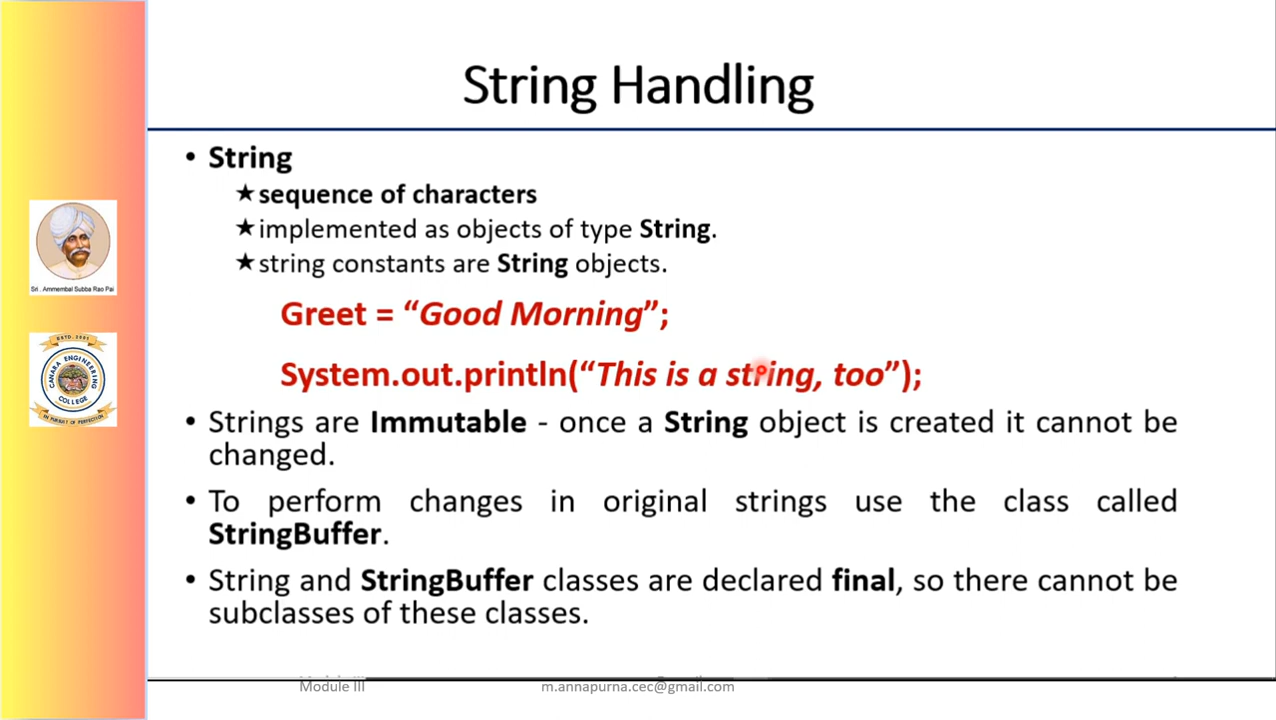 String Handling
• String
★sequence of characters
★implemented as objects of type String.
★string constants are String objects.
Greet = “Good Morning”;
System.out.println(“This is a string, too”);
• Strings are Immutable - once a String object is created it cannot be
changed.
• To perform changes in original strings use the class called
StringBuffer.
• String and StringBuffer classes are declared final, so there cannot be
subclasses of these classes.
Sri . Ammembal Subba Rao Pai
ESTD. 2001
CANARA ENGINEERING
COLLEGE
IN PURSUIT OF PERFECTION
Module III
m.annapurna.cec@gmail.com